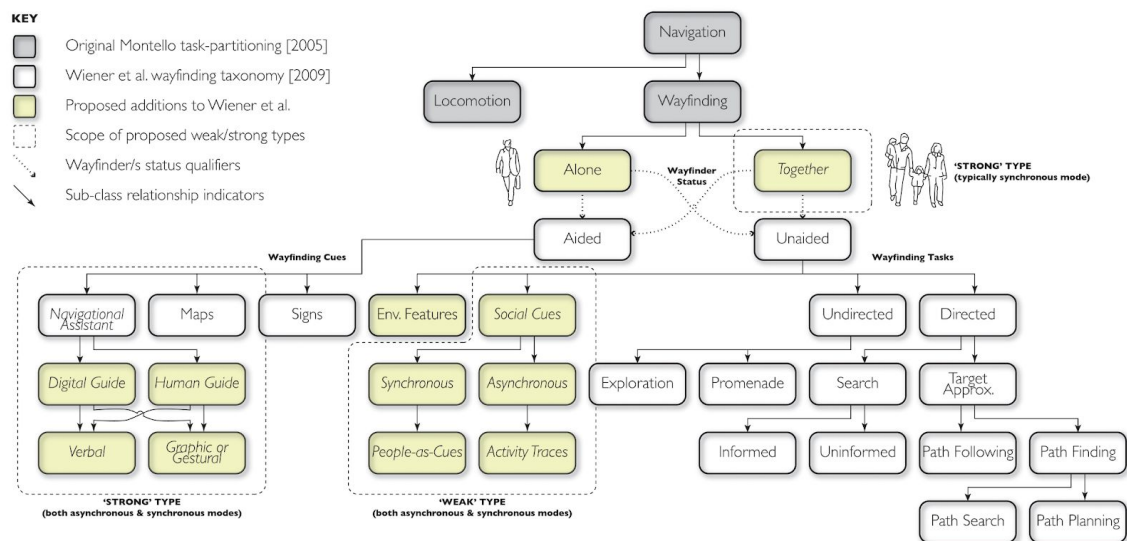 KEY
Original Montello task-partitioning [2005]
Wiener et al. wayfinding taxonomy [2009]
Proposed additions to Wiener et al.
Scope of proposed weak/strong types
Wayfinder/s status qualifiers
Sub-class relationship indicators
Navigation
Locomotion
Wayfinding
Alone
Wayfinder
Status
Together
'STRONG' TYPE
(typically synchronous mode)
Aided
Unaided
Wayfinding Cues
Wayfinding Tasks
Navigational
Assistant
Maps
Signs
Env. Features
Social Cues
Undirected
Directed
Digital Guide
Human Guide
Synchronous
Asynchronous
Exploration
Promenade
Search
Target
Approx.
Verbal
Graphic or
Gestural
People-as-Cues
Activity Traces
Informed
Uninformed
Path Following
Path Finding
'STRONG' TYPE
(both asynchronous & synchronous modes)
'WEAK' TYPE
(both asynchronous & synchronous modes)
Path Search
Path Planning